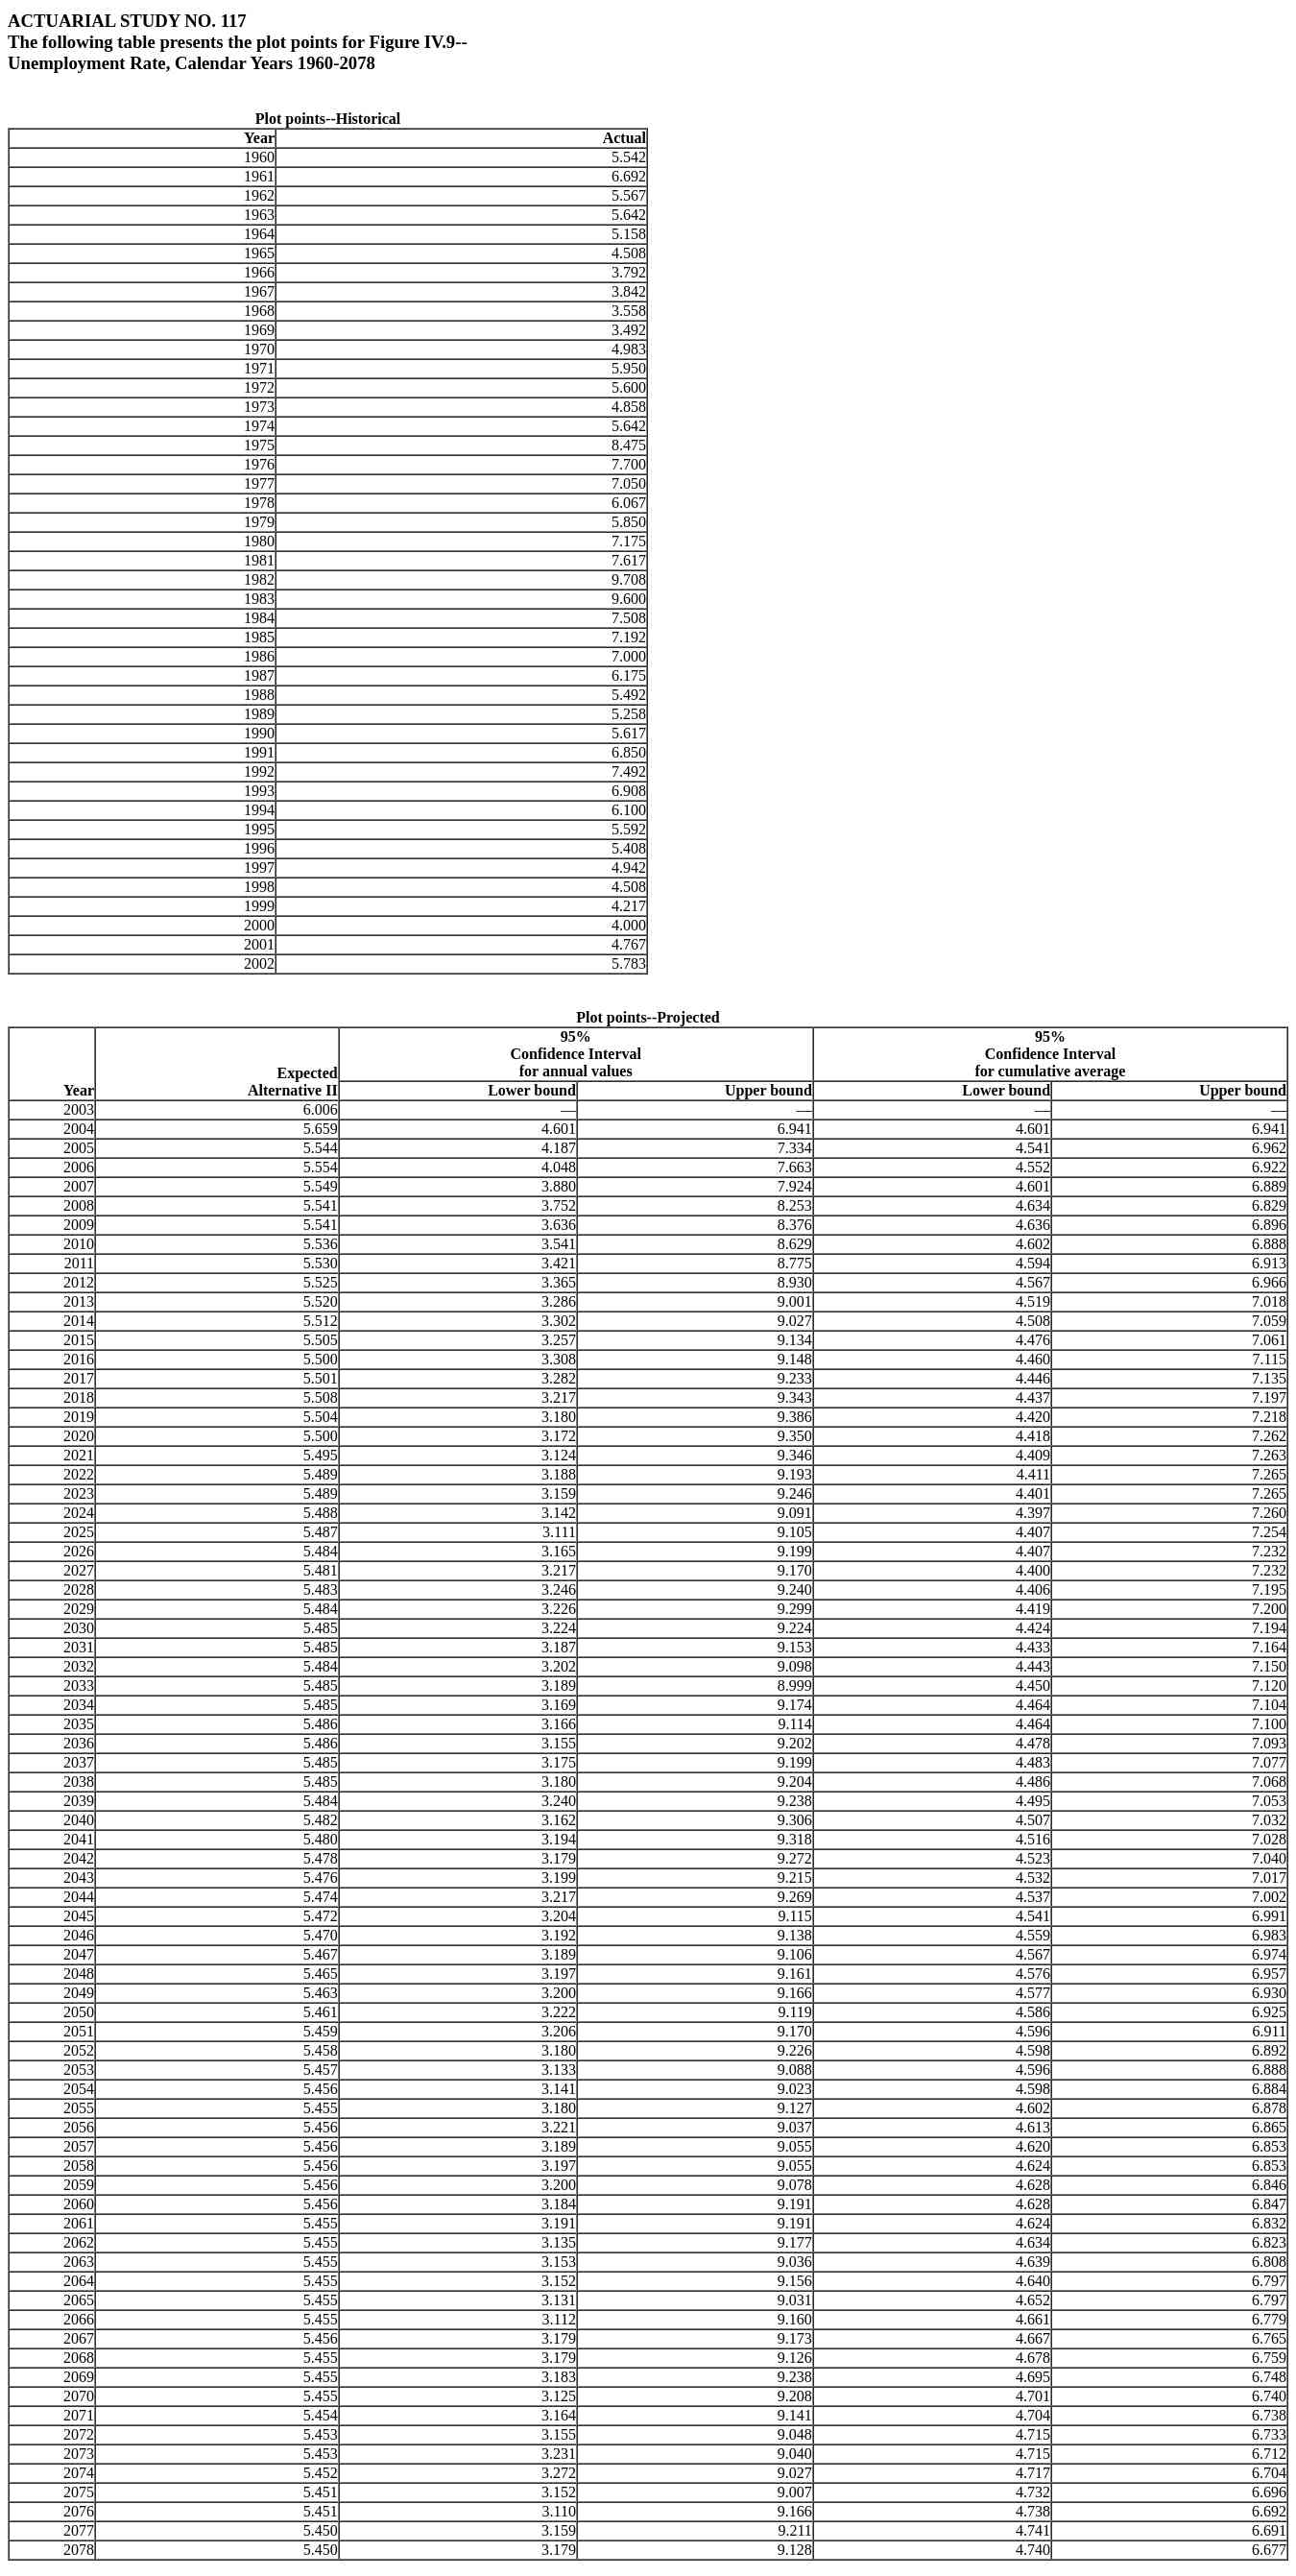 ACTUARIAL STUDY NO. 117
The following table presents the plot points for Figure IV.9--
Unemployment Rate, Calendar Years 1960-2078
Plot points--Historical
Year Actual
1960 5.542
1961 6.692
1962 5.567
1963 5.642
1964 5.158
1965 4.508
1966 3.792
1967 3.842
1968 3.558
1969 3.492
1970 4.983
1971 5.950
1972 5.600
1973 4.858
1974 5.642
1975 8.475
1976 7.700
1977 7.050
1978 6.067
1979 5.850
1980 7.175
1981 7.617
1982 9.708
1983 9.600
1984 7.508
1985 7.192
1986 7.000
1987 6.175
1988 5.492
1989 5.258
1990 5.617
1991 6.850
1992 7.492
1993 6.908
1994 6.100
1995 5.592
1996 5.408
1997 4.942
1998 4.508
1999 4.217
2000 4.000
2001 4.767
2002 5.783
Plot points--Projected
95% 95%
Confidence Interval Confidence Interval
Expected for annual values for cumulative average
Year Alternative II Lower bound Upper bound Lower bound Upper bound
2003 6.006 — — — —
2004 5.659 4.601 6.941 4.601 6.941
2005 5.544 4.187 7.334 4.541 6.962
2006 5.554 4.048 7.663 4.552 6.922
2007 5.549 3.880 7.924 4.601 6.889
2008 5.541 3.752 8.253 4.634 6.829
2009 5.541 3.636 8.376 4.636 6.896
2010 5.536 3.541 8.629 4.602 6.888
2011 5.530 3.421 8.775 4.594 6.913
2012 5.525 3.365 8.930 4.567 6.966
2013 5.520 3.286 9.001 4.519 7.018
2014 5.512 3.302 9.027 4.508 7.059
2015 5.505 3.257 9.134 4.476 7.061
2016 5.500 3.308 9.148 4.460 7.115
2017 5.501 3.282 9.233 4.446 7.135
2018 5.508 3.217 9.343 4.437 7.197
2019 5.504 3.180 9.386 4.420 7.218
2020 5.500 3.172 9.350 4.418 7.262
2021 5.495 3.124 9.346 4.409 7.263
2022 5.489 3.188 9.193 4.411 7.265
2023 5.489 3.159 9.246 4.401 7.265
2024 5.488 3.142 9.091 4.397 7.260
2025 5.487 3.111 9.105 4.407 7.254
2026 5.484 3.165 9.199 4.407 7.232
2027 5.481 3.217 9.170 4.400 7.232
2028 5.483 3.246 9.240 4.406 7.195
2029 5.484 3.226 9.299 4.419 7.200
2030 5.485 3.224 9.224 4.424 7.194
2031 5.485 3.187 9.153 4.433 7.164
2032 5.484 3.202 9.098 4.443 7.150
2033 5.485 3.189 8.999 4.450 7.120
2034 5.485 3.169 9.174 4.464 7.104
2035 5.486 3.166 9.114 4.464 7.100
2036 5.486 3.155 9.202 4.478 7.093
2037 5.485 3.175 9.199 4.483 7.077
2038 5.485 3.180 9.204 4.486 7.068
2039 5.484 3.240 9.238 4.495 7.053
2040 5.482 3.162 9.306 4.507 7.032
2041 5.480 3.194 9.318 4.516 7.028
2042 5.478 3.179 9.272 4.523 7.040
2043 5.476 3.199 9.215 4.532 7.017
2044 5.474 3.217 9.269 4.537 7.002
2045 5.472 3.204 9.115 4.541 6.991
2046 5.470 3.192 9.138 4.559 6.983
2047 5.467 3.189 9.106 4.567 6.974
2048 5.465 3.197 9.161 4.576 6.957
2049 5.463 3.200 9.166 4.577 6.930
2050 5.461 3.222 9.119 4.586 6.925
2051 5.459 3.206 9.170 4.596 6.911
2052 5.458 3.180 9.226 4.598 6.892
2053 5.457 3.133 9.088 4.596 6.888
2054 5.456 3.141 9.023 4.598 6.884
2055 5.455 3.180 9.127 4.602 6.878
2056 5.456 3.221 9.037 4.613 6.865
2057 5.456 3.189 9.055 4.620 6.853
2058 5.456 3.197 9.055 4.624 6.853
2059 5.456 3.200 9.078 4.628 6.846
2060 5.456 3.184 9.191 4.628 6.847
2061 5.455 3.191 9.191 4.624 6.832
2062 5.455 3.135 9.177 4.634 6.823
2063 5.455 3.153 9.036 4.639 6.808
2064 5.455 3.152 9.156 4.640 6.797
2065 5.455 3.131 9.031 4.652 6.797
2066 5.455 3.112 9.160 4.661 6.779
2067 5.456 3.179 9.173 4.667 6.765
2068 5.455 3.179 9.126 4.678 6.759
2069 5.455 3.183 9.238 4.695 6.748
2070 5.455 3.125 9.208 4.701 6.740
2071 5.454 3.164 9.141 4.704 6.738
2072 5.453 3.155 9.048 4.715 6.733
2073 5.453 3.231 9.040 4.715 6.712
2074 5.452 3.272 9.027 4.717 6.704
2075 5.451 3.152 9.007 4.732 6.696
2076 5.451 3.110 9.166 4.738 6.692
2077 5.450 3.159 9.211 4.741 6.691
2078 5.450 3.179 9.128 4.740 6.677